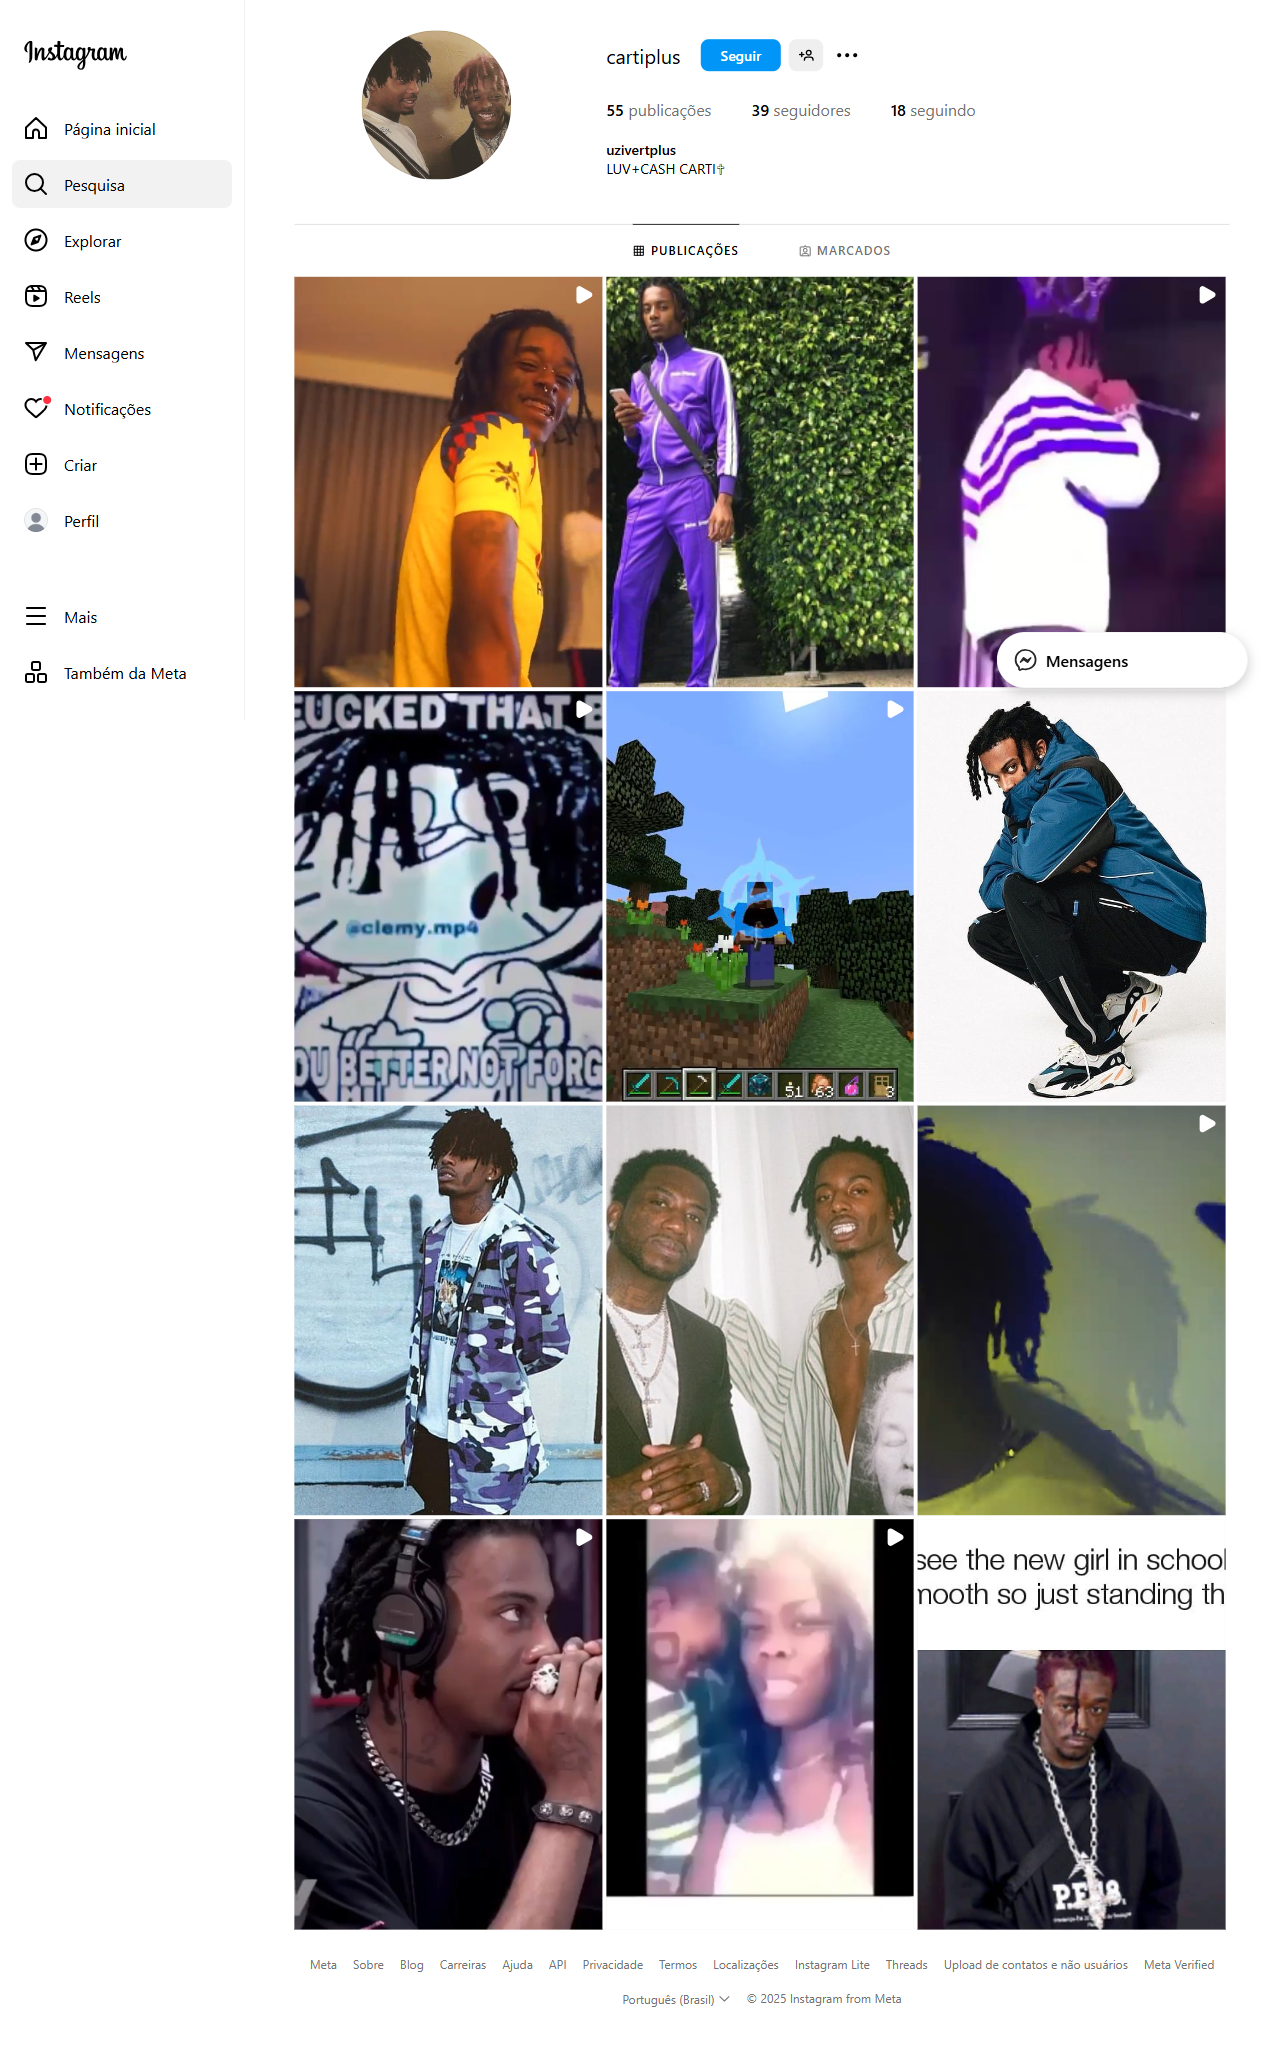 Instagram
Página inicial
Pesquisa
Explorar
Reels
Mensagens
Notificações
Criar
Perfil
Mais
Também da Meta
cartiplus
Seguir
55 publicações 39 seguidores 18 seguindo
uzivertplus
LUV+CASH CARTI✞
PUBLICAÇÕES MARCADOS
Mensagens
FUCKED THAT B
@clemy.mp4
OU BETTER NOT FORG
51 63 3
Supreme
see the new girl in school
mooth so just standing th
Meta Sobre Blog Carreiras Ajuda API Privacidade Termos Localizações Instagram Lite Threads Upload de contatos e não usuários Meta Verified
Português (Brasil) © 2025 Instagram from Meta